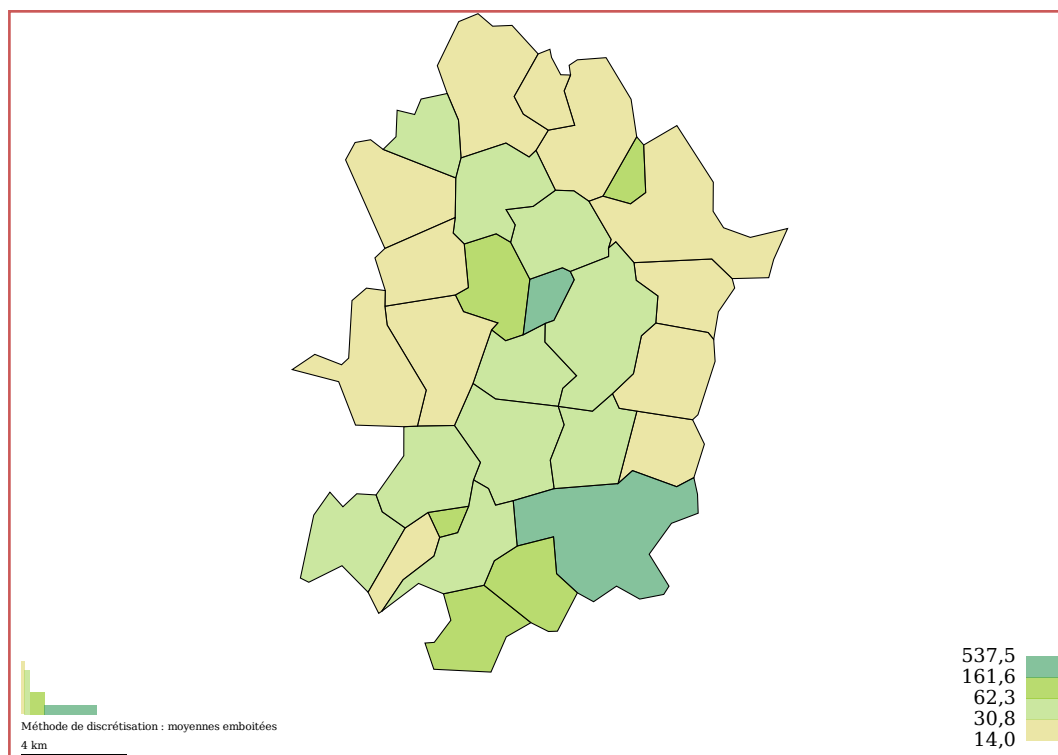 537,5
161,6
62,3
30,8
14,0
Méthode de discrétisation : moyennes emboitées
4 km